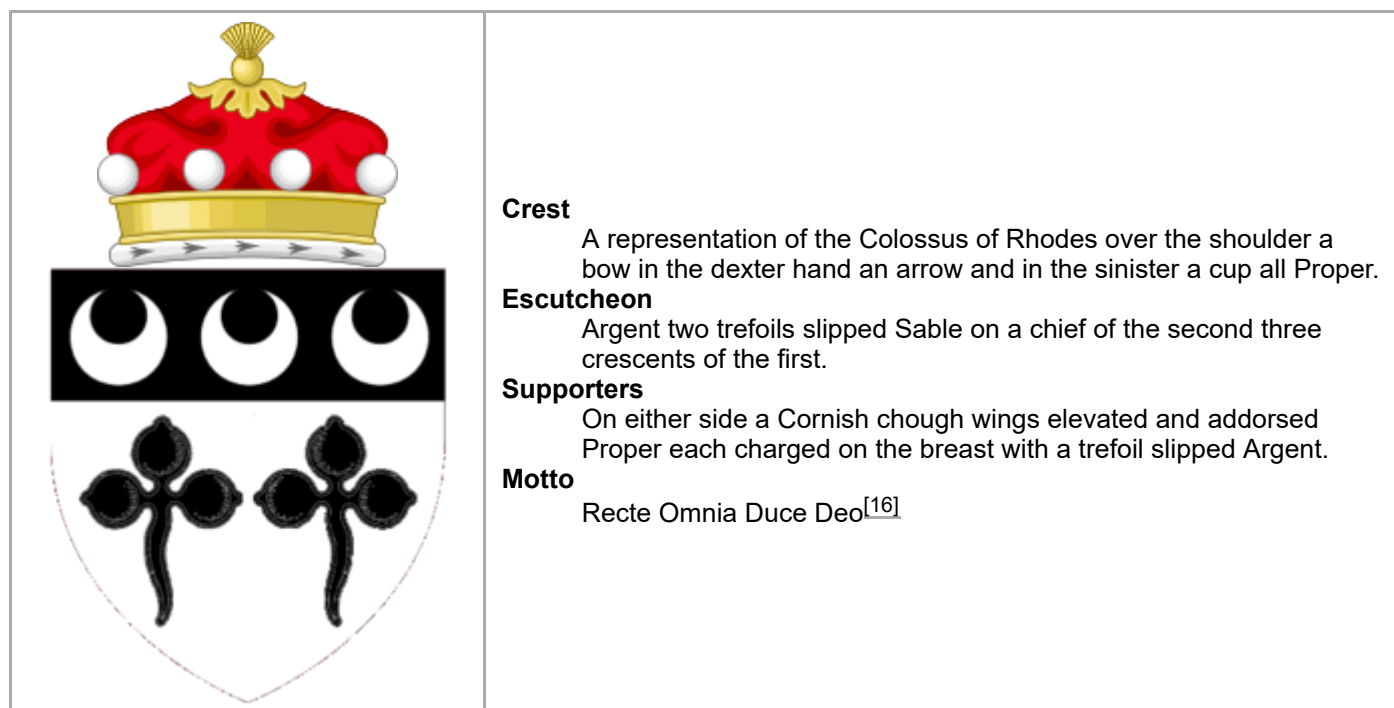 Crest
A representation of the Colossus of Rhodes over the shoulder a
bow in the dexter hand an arrow and in the sinister a cup all Proper.
Escutcheon
Argent two trefoils slipped Sable on a chief of the second three
crescents of the first.
Supporters
On either side a Cornish chough wings elevated and addorsed
Proper each charged on the breast with a trefoil slipped Argent.
Motto
Recte Omnia Duce Deo[16]